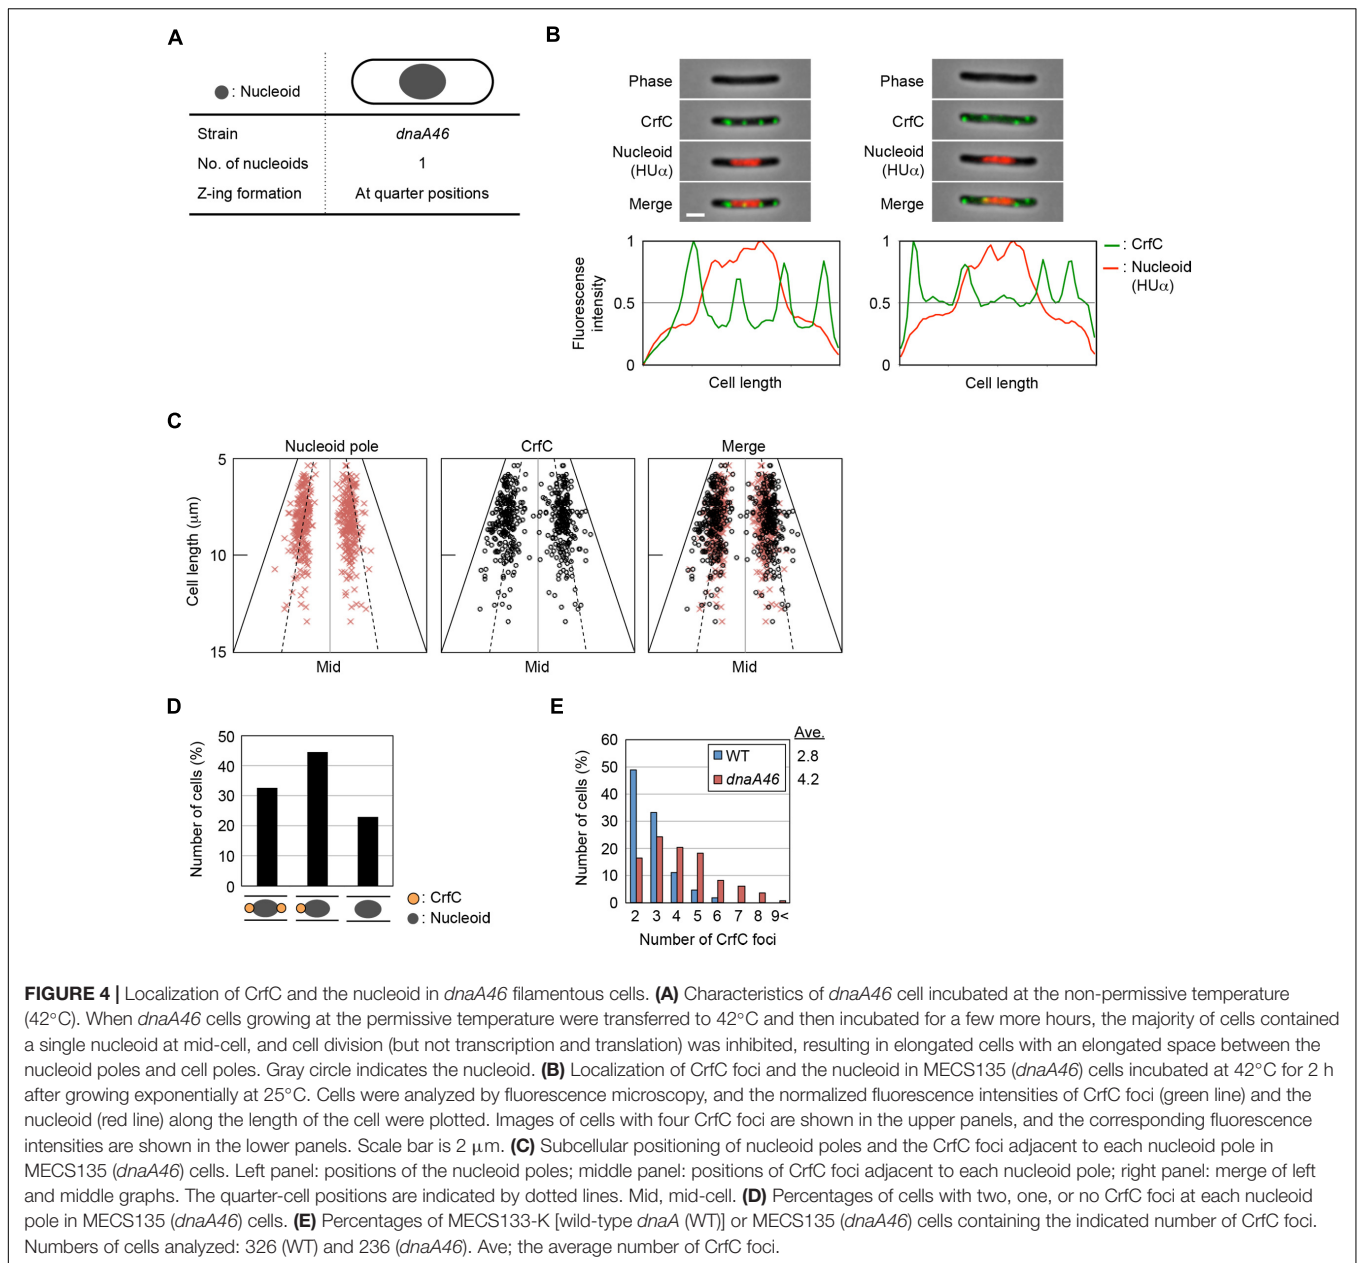 A
: Nucleoid
Strain dnaA46
No. of nucleoids 1
Z-ing formation At quarter positions
B
Phase
CrfC
Nucleoid
(HUα)
Merge
Phase
CrfC
Nucleoid
(HUα)
Merge
Fluorescense
intensity
1
0.5
0
Cell length
1
0.5
0
Cell length
: CrfC
: Nucleoid
(HUα)
C
Nucleoid pole CrfC Merge
Cell length (μm)
5
10
15
Mid Mid Mid
D
Number of cells (%)
50
40
30
20
10
0
: CrfC
: Nucleoid
E
Number of cells (%)
60
50
40
30
20
10
0
Ave.
WT 2.8
dnaA46 4.2
2 3 4 5 6 7 8 9<
Number of CrfC foci
FIGURE 4 | Localization of CrfC and the nucleoid in dnaA46 filamentous cells. (A) Characteristics of dnaA46 cell incubated at the non-permissive temperature
(42°C). When dnaA46 cells growing at the permissive temperature were transferred to 42°C and then incubated for a few more hours, the majority of cells contained
a single nucleoid at mid-cell, and cell division (but not transcription and translation) was inhibited, resulting in elongated cells with an elongated space between the
nucleoid poles and cell poles. Gray circle indicates the nucleoid. (B) Localization of CrfC foci and the nucleoid in MECS135 (dnaA46) cells incubated at 42°C for 2 h
after growing exponentially at 25°C. Cells were analyzed by fluorescence microscopy, and the normalized fluorescence intensities of CrfC foci (green line) and the
nucleoid (red line) along the length of the cell were plotted. Images of cells with four CrfC foci are shown in the upper panels, and the corresponding fluorescence
intensities are shown in the lower panels. Scale bar is 2 μm. (C) Subcellular positioning of nucleoid poles and the CrfC foci adjacent to each nucleoid pole in
MECS135 (dnaA46) cells. Left panel: positions of the nucleoid poles; middle panel: positions of CrfC foci adjacent to each nucleoid pole; right panel: merge of left
and middle graphs. The quarter-cell positions are indicated by dotted lines. Mid, mid-cell. (D) Percentages of cells with two, one, or no CrfC foci at each nucleoid
pole in MECS135 (dnaA46) cells. (E) Percentages of MECS133-K [wild-type dnaA (WT)] or MECS135 (dnaA46) cells containing the indicated number of CrfC foci.
Numbers of cells analyzed: 326 (WT) and 236 (dnaA46). Ave; the average number of CrfC foci.